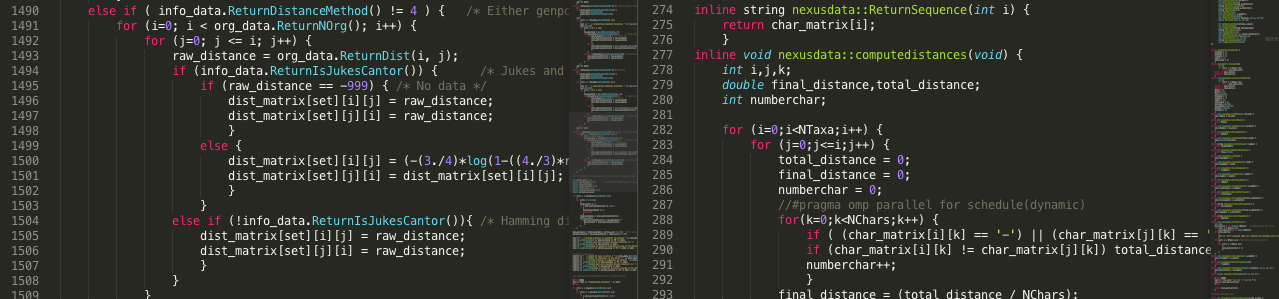 1490 else if ( info_data.ReturnDistanceMethod() != 4 ) { /* Either genpo
1491 for (i=0; i < org_data.ReturnNOrg(); i++) {
1492 for (j=0; j <= i; j++) {
1493 raw_distance = org_data.ReturnDist(i, j);
1494 if (info_data.ReturnIsJukesCantor()) { /* Jukes and
1495 if (raw_distance == -999) { /* No data */
1496 dist_matrix[set][i][j] = raw_distance;
1497 dist_matrix[set][j][i] = raw_distance;
1498 }
1499 else {
1500 dist_matrix[set][i][j] = (-(3./4)*log(1-((4./3)*r
1501 dist_matrix[set][j][i] = dist_matrix[set][i][j];
1502 }
1503 }
1504 else if (!info_data.ReturnIsJukesCantor()){ /* Hamming di
1505 dist_matrix[set][i][j] = raw_distance;
1506 dist_matrix[set][j][i] = raw_distance;
1507 }
1508 }
1509 }
274 inline string nexusdata::ReturnSequence(int i) {
275 return char_matrix[i];
276 }
277 inline void nexusdata::computedistances(void) {
278 int i,j,k;
279 double final_distance,total_distance;
280 int numberchar;
281
282 for (i=0;i<NTaxa;i++) {
283 for (j=0;j<=i;j++) {
284 total_distance = 0;
285 final_distance = 0;
286 numberchar = 0;
287 //#pragma omp parallel for schedule(dynamic)
288 for(k=0;k<NChars;k++) {
289 if ( (char_matrix[i][k] == '-') || (char_matrix[j][k] == '
290 if (char_matrix[i][k] != char_matrix[j][k]) total_distance
291 numberchar++;
292 }
293 final_distance = (total_distance / NChars);